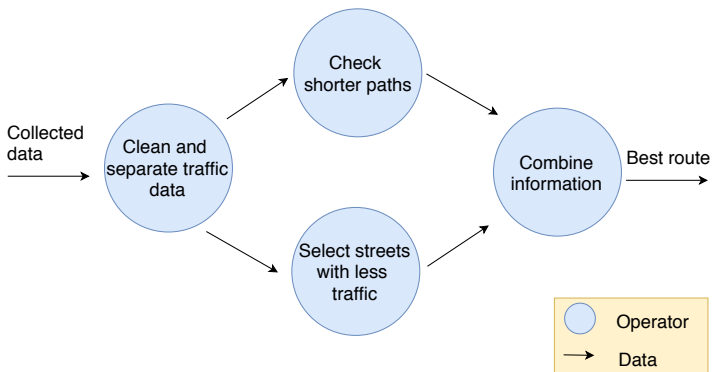 Check
shorter paths
Collected
data
Clean and
separate traffic
data
Combine
information
Best route
Select streets
with less
traffic
Operator
Data